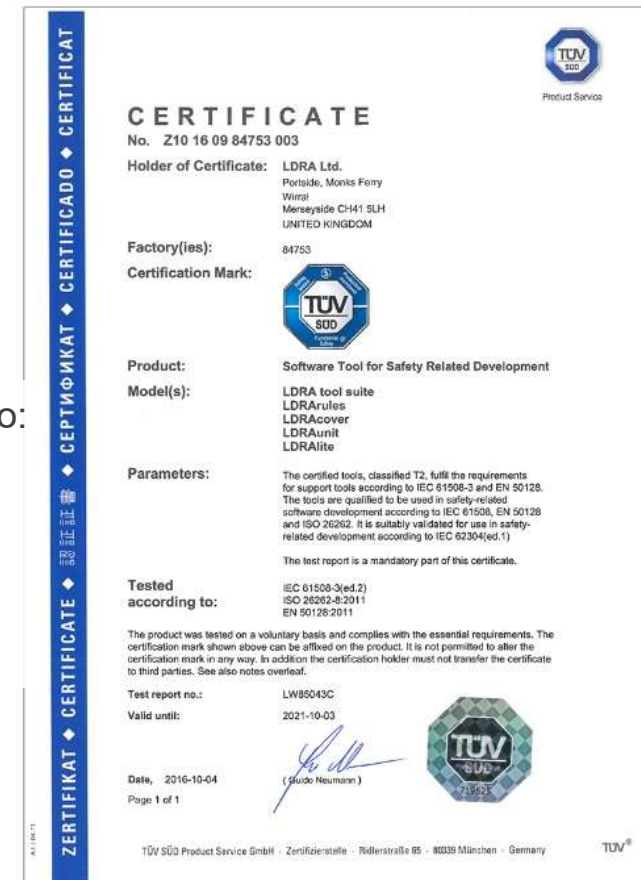 ZERTIFIKAT ◆ CERTIFICATE ◆ 認証証書 ◆ СЕРТИФИКАТ ◆ CERTIFICADO ◆ CERTIFICAT
TÜV
SÜD
Product Service
CERTIFICATE
No. Z10 16 09 84753 003
Holder of Certificate: LDRA Ltd.
Portside, Monks Ferry
Wirral
Merseyside CH41 5LH
UNITED KINGDOM
Factory(ies): 84753
Certification Mark:
TÜV
SÜD
Functional
Safety
Product: Software Tool for Safety Related Development
o:
Model(s): LDRA tool suite
LDRArules
LDRAcover
LDRAunit
LDRAlite
Parameters: The certified tools, classified T2, fulfil the requirements
for support tools according to IEC 61508-3 and EN 50128.
The tools are qualified to be used in safety-related
software development according to IEC 61508, EN 50128
and ISO 26262. It is suitably validated for use in safety-
related development according to IEC 62304(ed.1)
The test report is a mandatory part of this certificate.
Tested
according to:
IEC 61508-3(ed.2)
ISO 26262-8:2011
EN 50128:2011
The product was tested on a voluntary basis and complies with the essential requirements. The
certification mark shown above can be affixed on the product. It is not permitted to alter the
certification mark in any way. In addition the certification holder must not transfer the certificate
to third parties. See also notes overleaf.
Test report no.: LW85043C
Valid until: 2021-10-03
Date, 2016-10-04
( Guido Neumann )
Page 1 of 1
TÜV
SÜD
TÜV SÜD Product Service GmbH · Zertifizierstelle · Ridlerstraße 65 · 80339 München · Germany
TÜV®